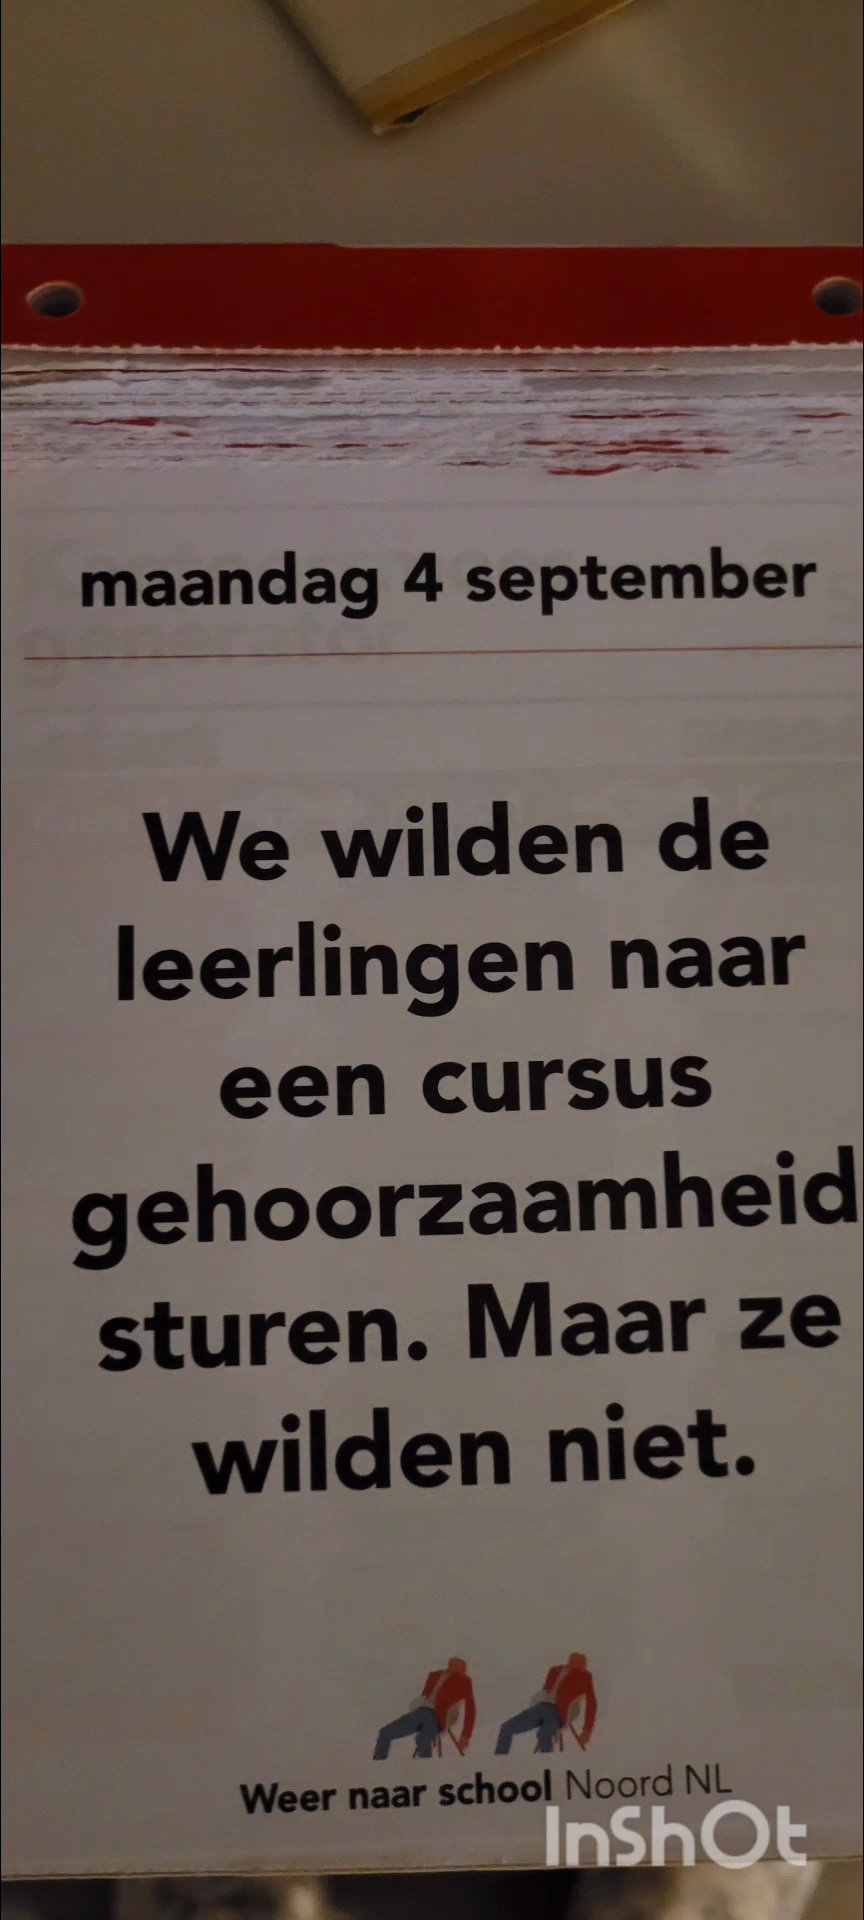 maandag 4 september
We wilden de
leerlingen naar
een cursus
gehoorzaamheid
sturen. Maar ze
wilden niet.
Weer naar school Noord NL
InShOt